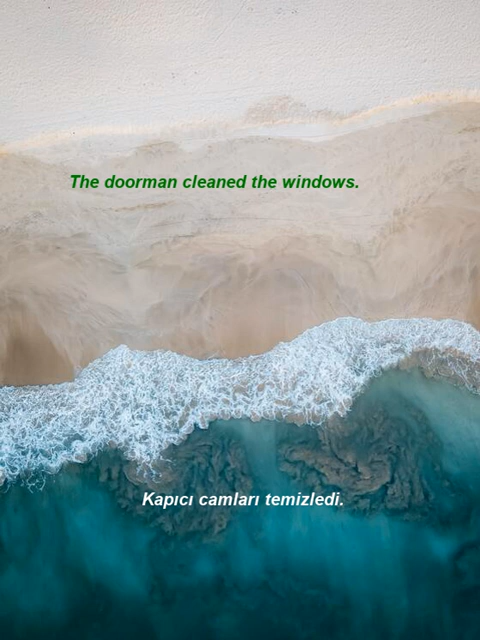 The doorman cleaned the windows.
Kapıcı camları temizledi.